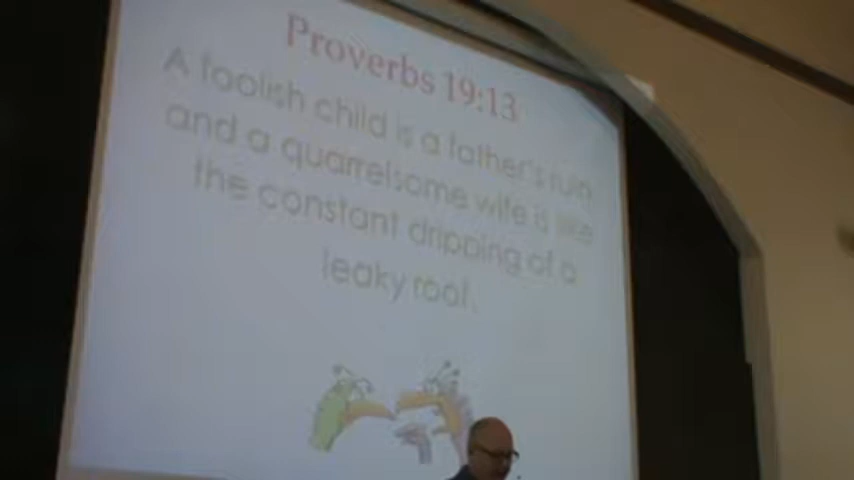 Proverbs 19:13
A foolish child is a father's ruin
and a quarrelsome wife is like
the constant dripping of a
leaky roof.